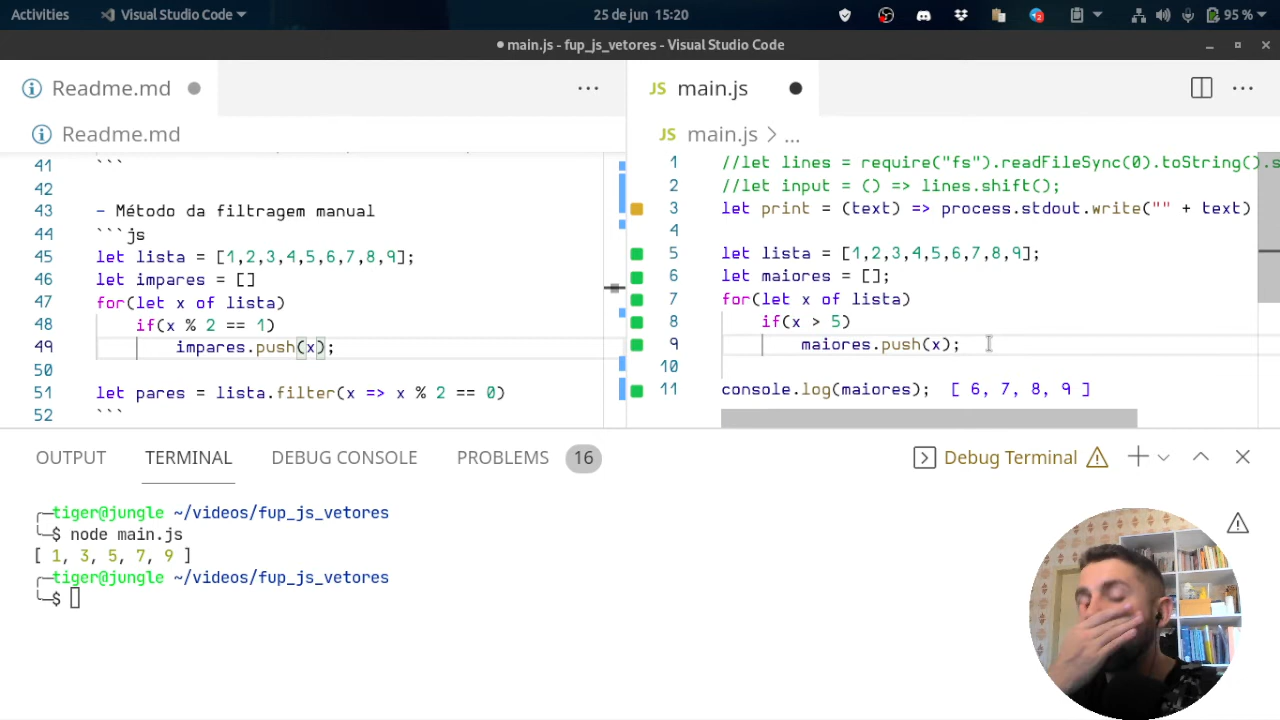 Activities
Visual Studio Code
25 de jun 15:20
95 %
● main.js - fup_js_vetores - Visual Studio Code
Readme.md
Readme.md
41 ```
42
43 - Método da filtragem manual
44 ```js
45 let lista = [1,2,3,4,5,6,7,8,9];
46 let impares = []
47 for(let x of lista)
48 if(x % 2 == 1)
49 impares.push(x);
50
51 let pares = lista.filter(x => x % 2 == 0)
52 ```
JS main.js
JS main.js > ...
1 //let lines = require("fs").readFileSync(0).toString().s
2 //let input = () => lines.shift();
3 let print = (text) => process.stdout.write("" + text)
4
5 let lista = [1,2,3,4,5,6,7,8,9];
6 let maiores = [];
7 for(let x of lista)
8 if(x > 5)
9 maiores.push(x);
10
11 console.log(maiores); [ 6, 7, 8, 9 ]
OUTPUT TERMINAL DEBUG CONSOLE PROBLEMS 16
Debug Terminal
tiger@jungle ~/videos/fup_js_vetores
$ node main.js
[ 1, 3, 5, 7, 9 ]
tiger@jungle ~/videos/fup_js_vetores
$